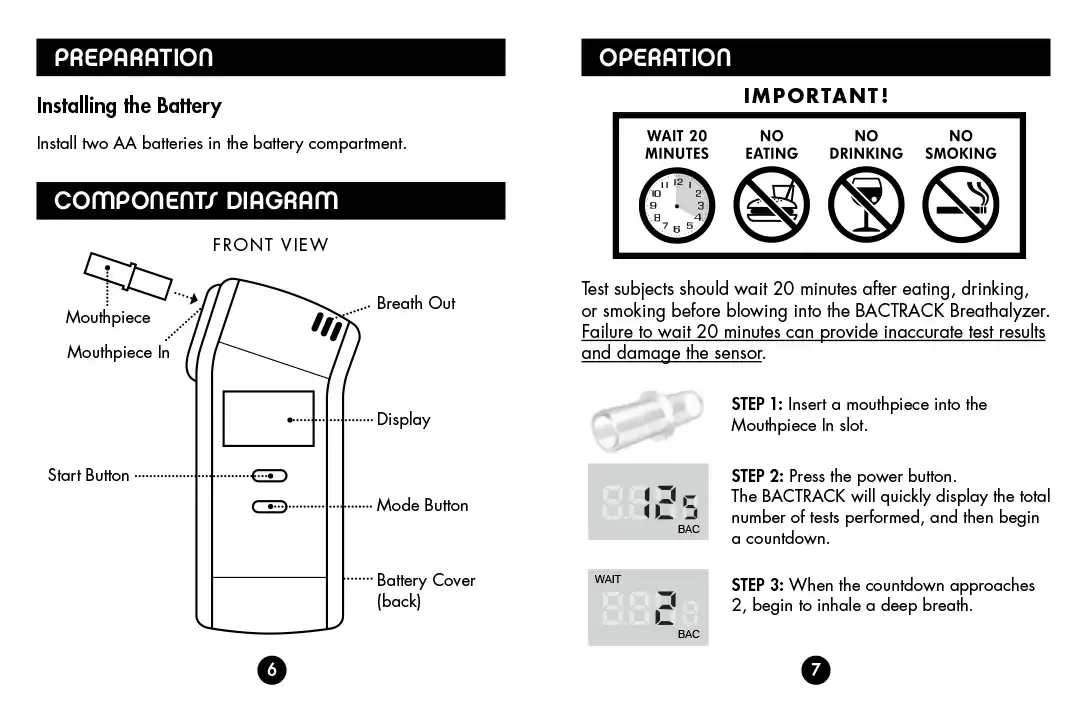 PREPARATION
Installing the Battery
Install two AA batteries in the battery compartment.
COMPONENTS DIAGRAM
FRONT VIEW
Mouthpiece
Mouthpiece In
Breath Out
Display
Start Button
Mode Button
Battery Cover
(back)
6
OPERATION
IMPORTANT!
WAIT 20
MINUTES
NO
EATING
NO
DRINKING
NO
SMOKING
12
1
2
3
4
5
6
7
8
9
10
11
Test subjects should wait 20 minutes after eating, drinking,
or smoking before blowing into the BACTRACK Breathalyzer.
Failure to wait 20 minutes can provide inaccurate test results
and damage the sensor.
STEP 1: Insert a mouthpiece into the
Mouthpiece In slot.
125
BAC
STEP 2: Press the power button.
The BACTRACK will quickly display the total
number of tests performed, and then begin
a countdown.
WAIT
2
BAC
STEP 3: When the countdown approaches
2, begin to inhale a deep breath.
7